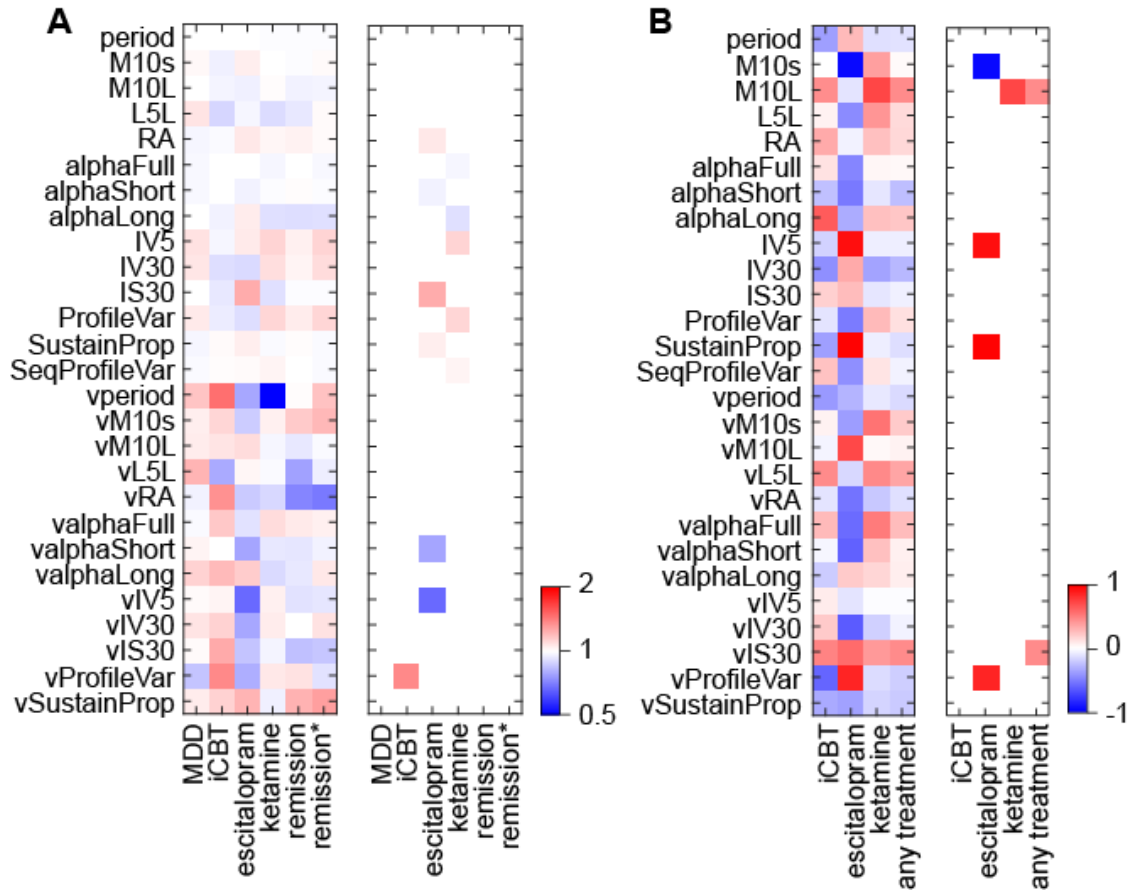 A
period
M10s
M10L
L5L
RA
alphaFull
alphaShort
alphaLong
IV5
IV30
IS30
ProfileVar
SustainProp
SeqProfileVar
vperiod
vM10s
vM10L
vL5L
vRA
valphaFull
valphaShort
valphaLong
vIV5
vIV30
vIS30
vProfileVar
vSustainProp
MDD
iCBT
escitalopram
ketamine
remission
remission*
MDD
iCBT
escitalopram
ketamine
remission
remission*
2
1
0.5
B
period
M10s
M10L
L5L
RA
alphaFull
alphaShort
alphaLong
IV5
IV30
IS30
ProfileVar
SustainProp
SeqProfileVar
vperiod
vM10s
vM10L
vL5L
vRA
valphaFull
valphaShort
valphaLong
vIV5
vIV30
vIS30
vProfileVar
vSustainProp
iCBT
escitalopram
ketamine
any treatment
iCBT
escitalopram
ketamine
any treatment
1
0
-1